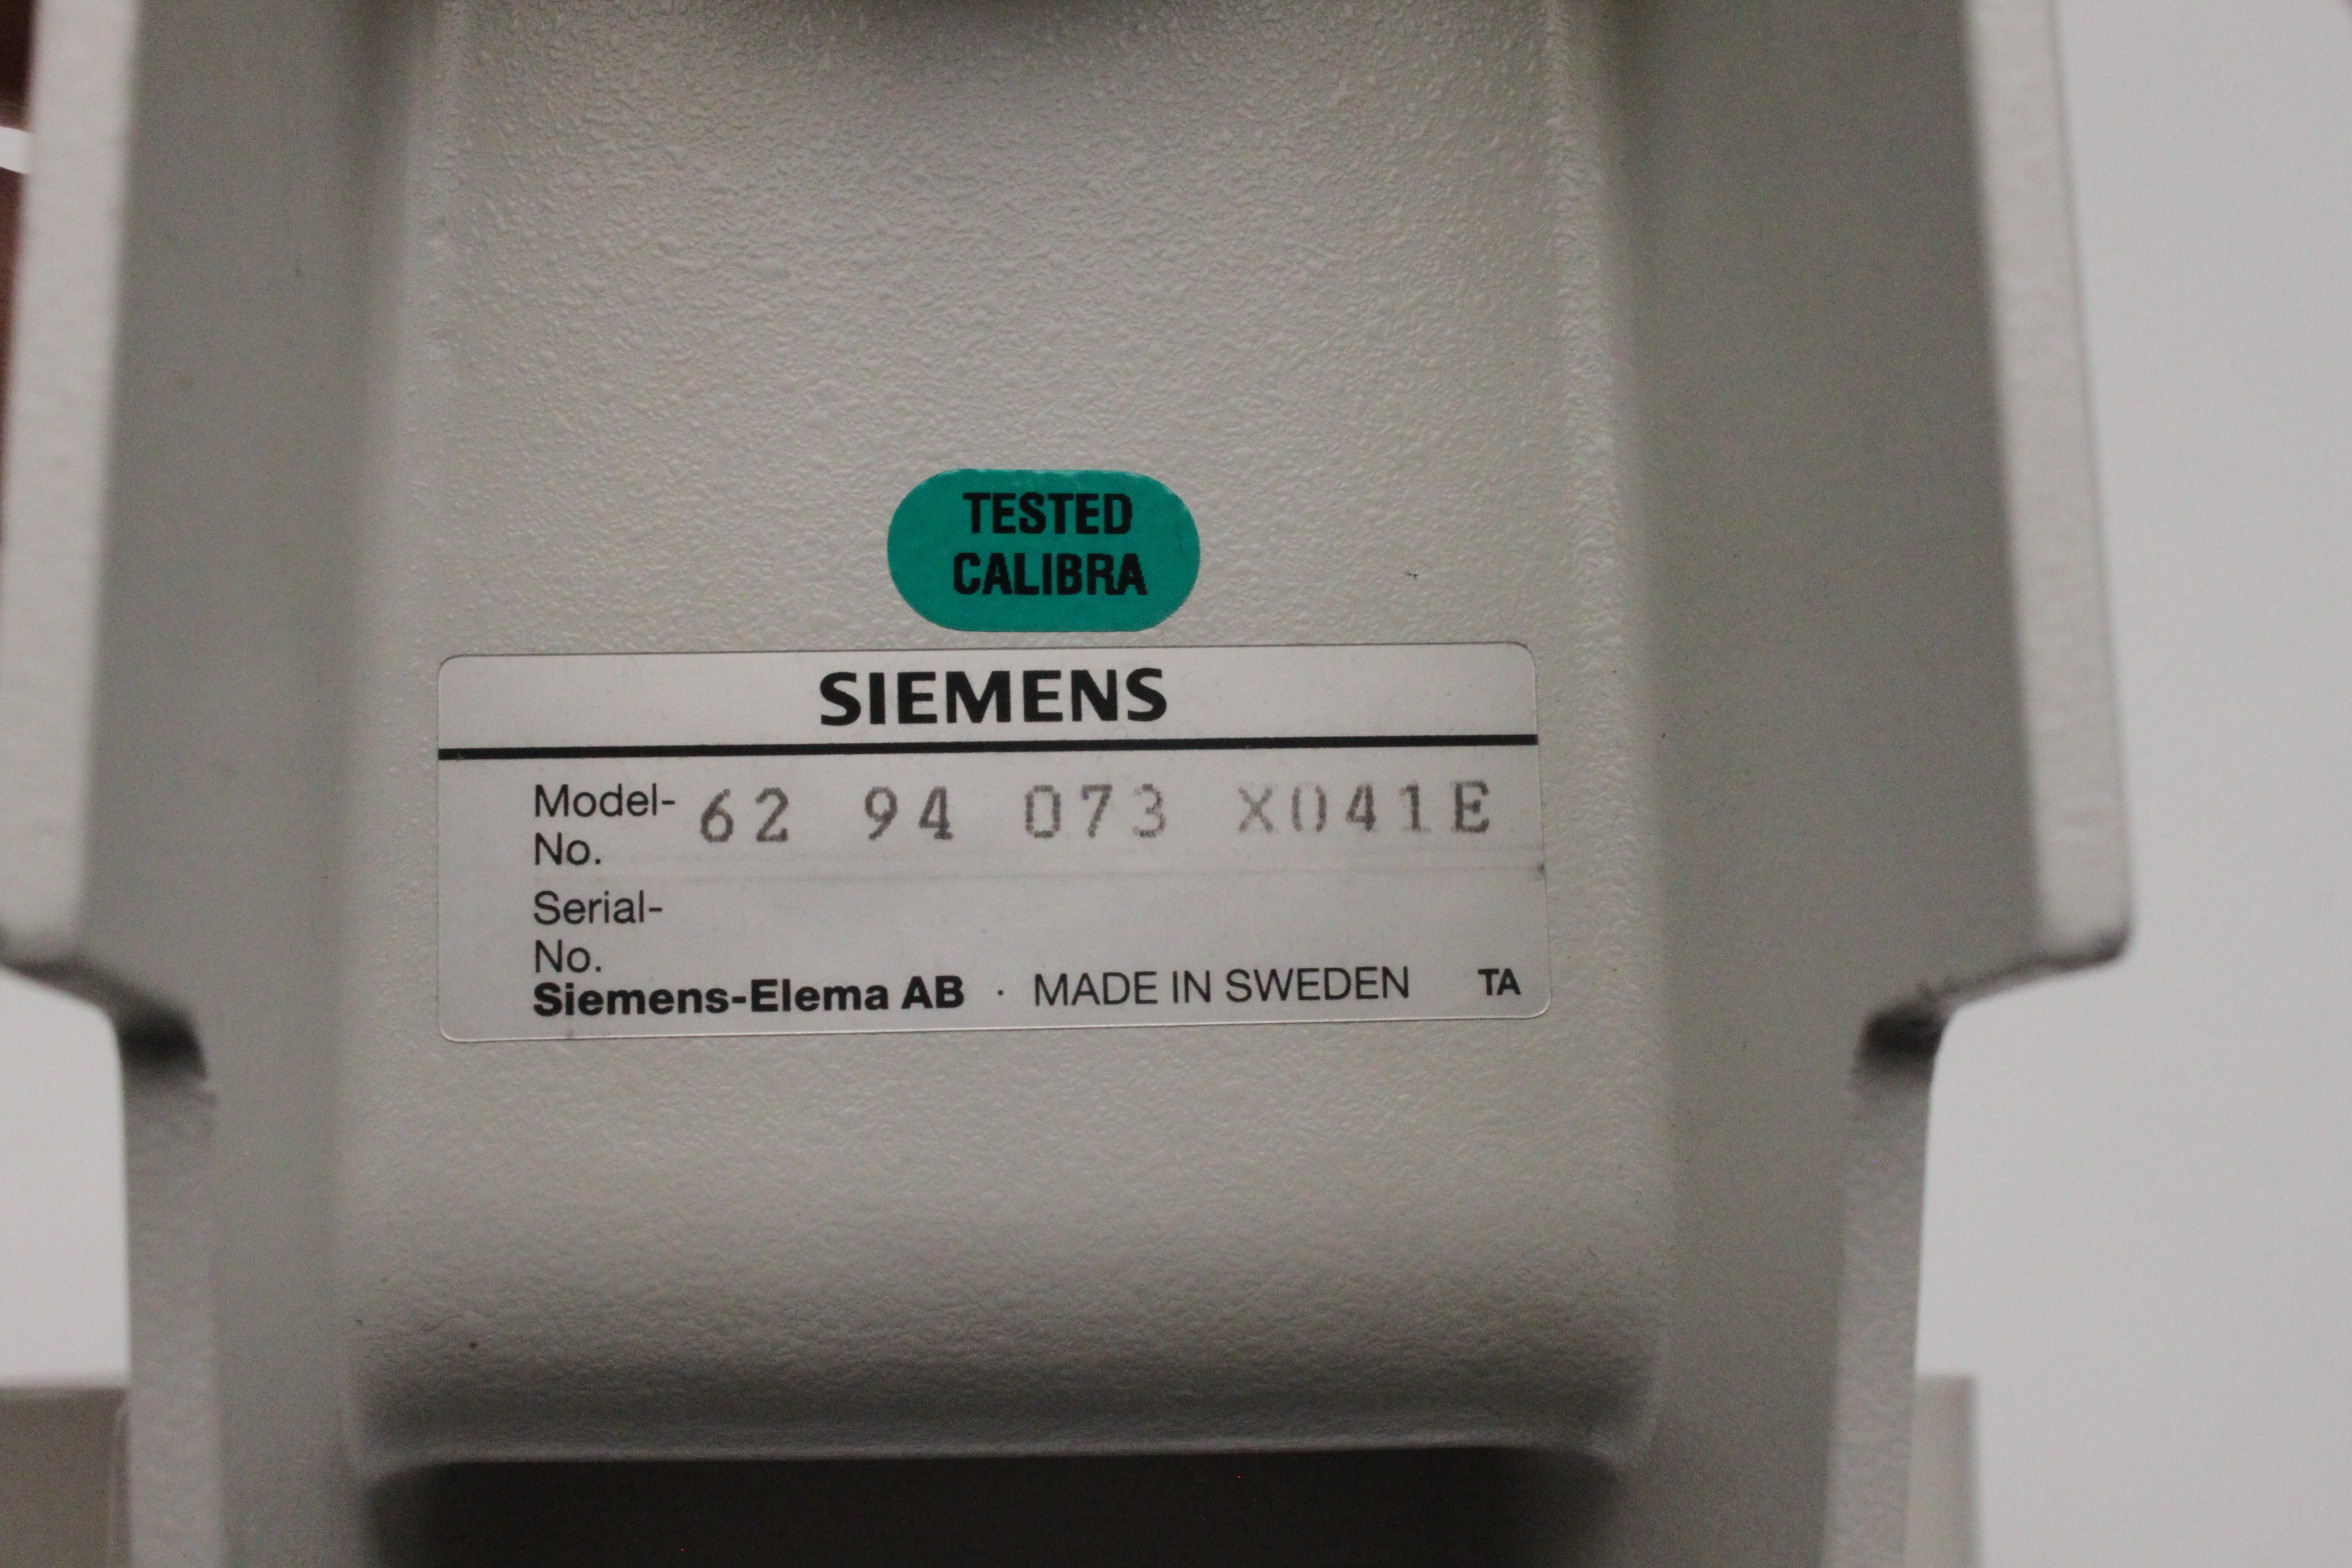 TESTED
CALIBRA
SIEMENS
Model- 62 94 073 X041E
No.
Serial-
No.
Siemens-Elema AB · MADE IN SWEDEN TA